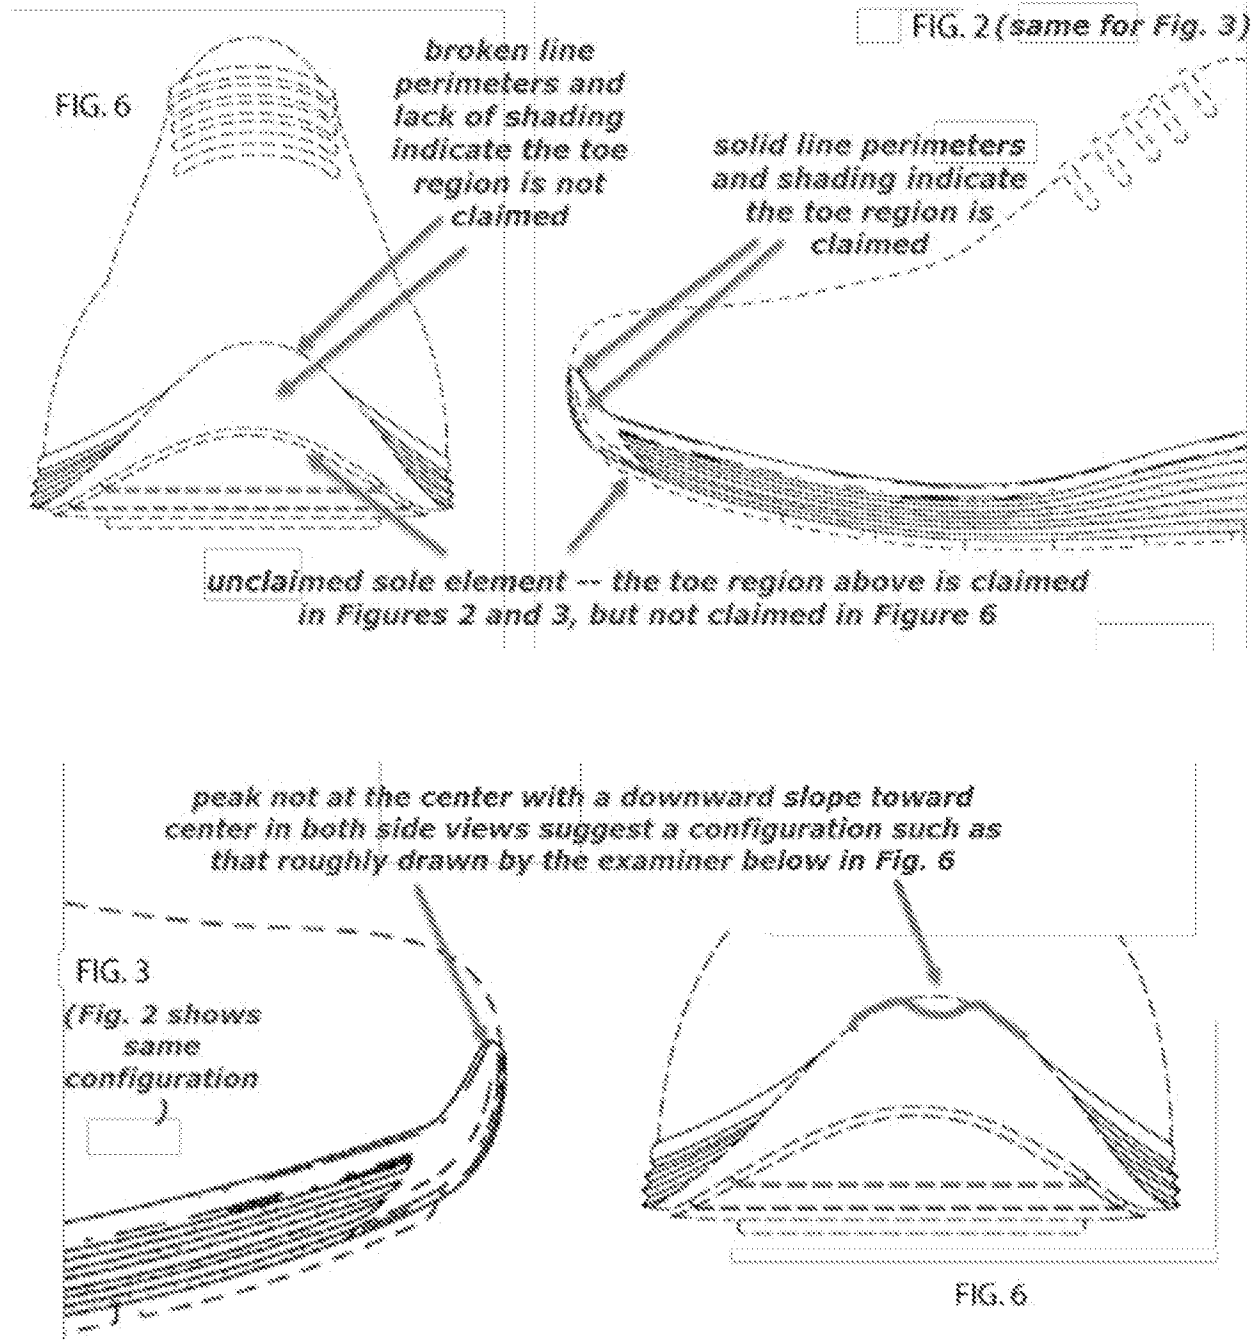 FIG. 2 (same for Fig. 3)
FIG. 6
broken line
perimeters and
lack of shading
indicate the toe
region is not
claimed
solid line perimeters
and shading indicate
the toe region is
claimed
unclaimed sole element -- the toe region above is claimed
in Figures 2 and 3, but not claimed in Figure 6
peak not at the center with a downward slope toward
center in both side views suggest a configuration such as
that roughly drawn by the examiner below in Fig. 6
FIG. 3
(Fig. 2 shows
same
configuration
)
FIG. 6